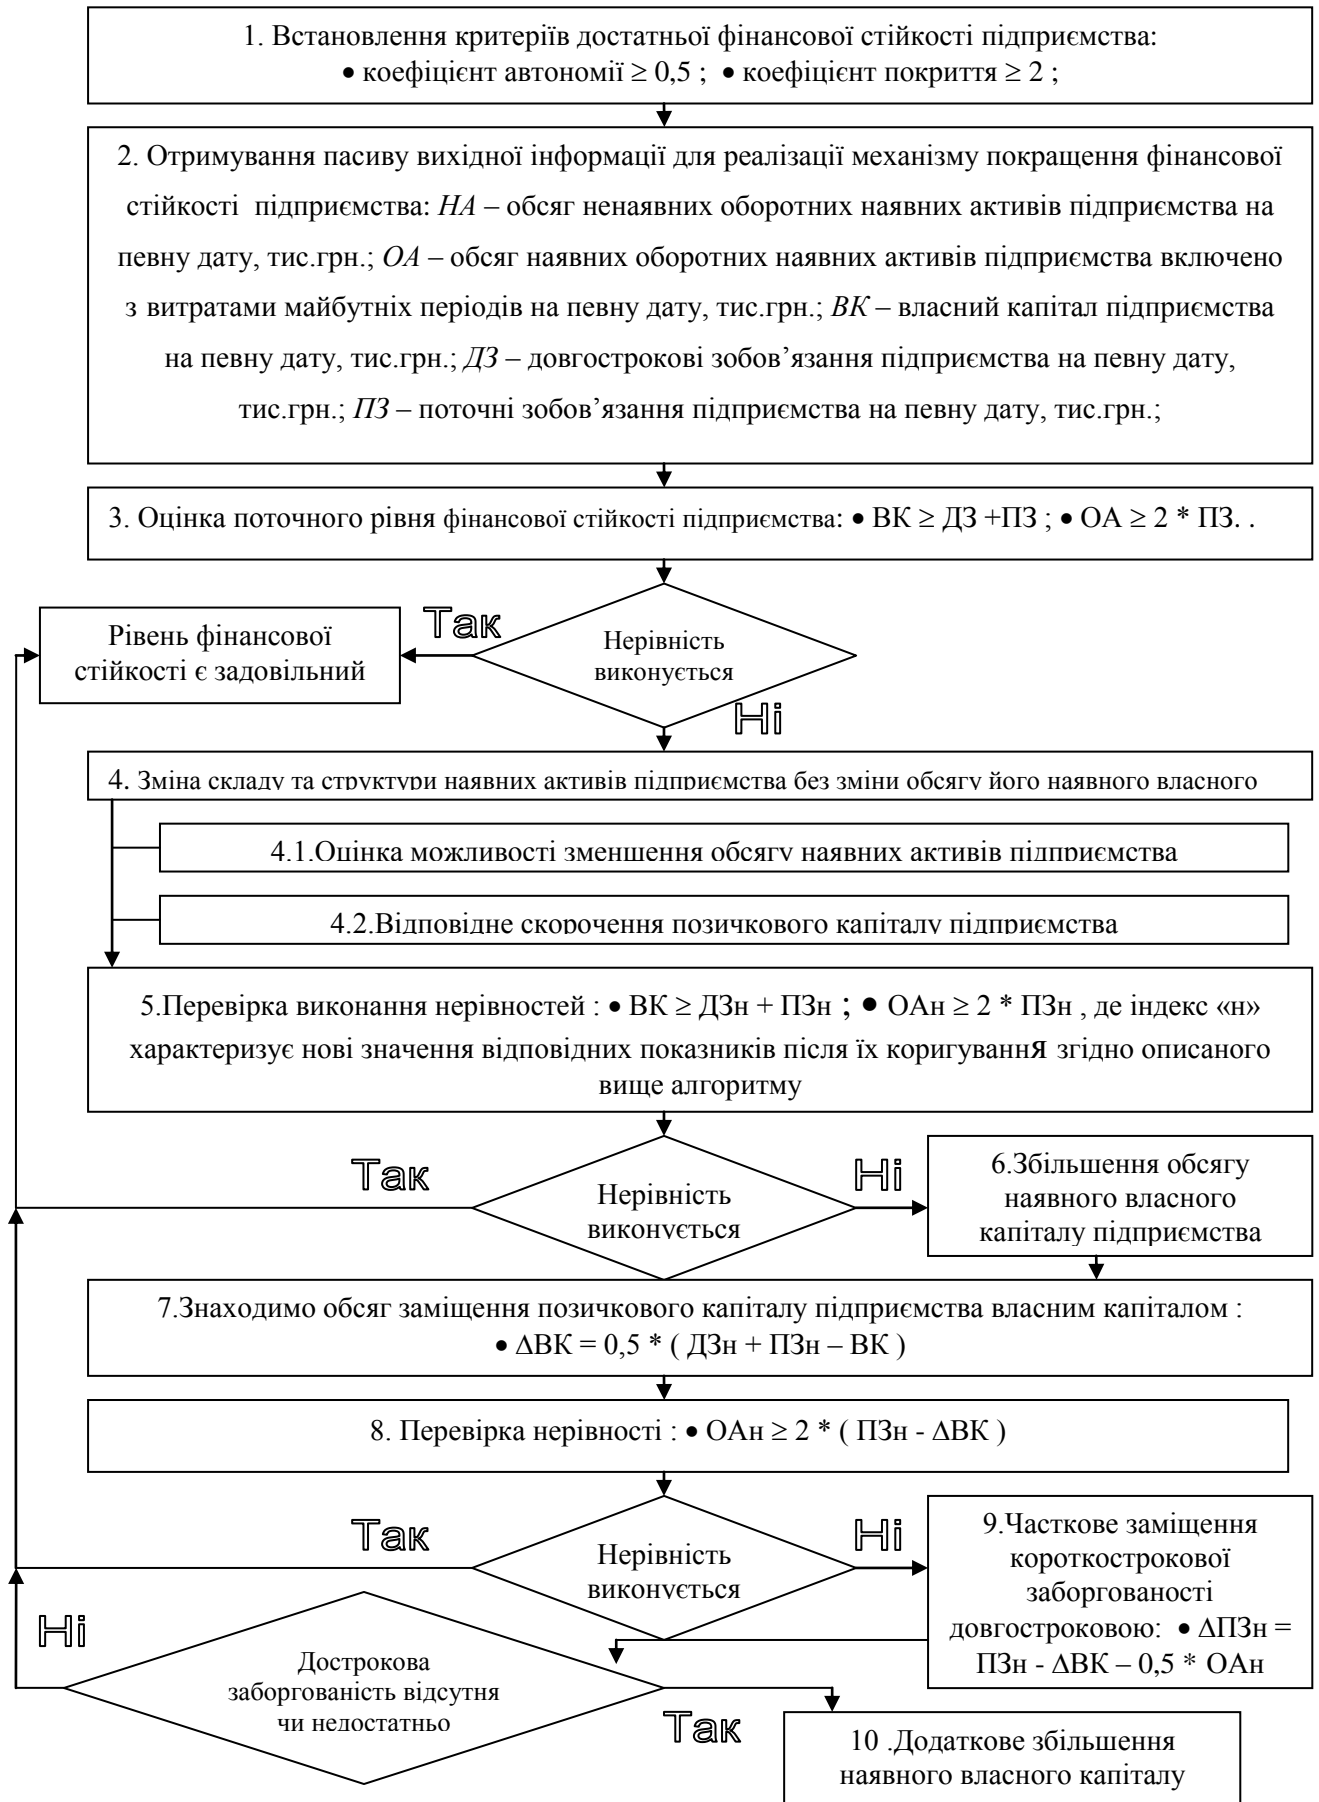 1. Встановлення критеріїв достатньої фінансової стійкості підприємства:
• коефіцієнт автономії ≥ 0,5 ; • коефіцієнт покриття ≥ 2 ;
2. Отримування пасиву вихідної інформації для реалізації механізму покращення фінансової
стійкості підприємства: НА – обсяг ненаявних оборотних наявних активів підприємства на
певну дату, тис.грн.; ОА – обсяг наявних оборотних наявних активів підприємства включено
з витратами майбутніх періодів на певну дату, тис.грн.; ВК – власний капітал підприємства
на певну дату, тис.грн.; ДЗ – довгострокові зобов’язання підприємства на певну дату,
тис.грн.; ПЗ – поточні зобов’язання підприємства на певну дату, тис.грн.;
3. Оцінка поточного рівня фінансової стійкості підприємства: • ВК ≥ ДЗ +ПЗ ; • ОА ≥ 2 * ПЗ. .
Так
Рівень фінансової
стійкості є задовільний
Нерівність
виконується
Ні
4. Зміна складу та структури наявних активів підприємства без зміни обсягу його наявного власного
4.1.Оцінка можливості зменшення обсягу наявних активів підприємства
4.2.Відповідне скорочення позичкового капіталу підприємства
5.Перевірка виконання нерівностей : • ВК ≥ ДЗн + ПЗн ; • ОАн ≥ 2 * ПЗн , де індекс «н»
характеризує нові значення відповідних показників після їх коригування згідно описаного
вище алгоритму
Так
Нерівність
виконується
Ні
6.Збільшення обсягу
наявного власного
капіталу підприємства
7.Знаходимо обсяг заміщення позичкового капіталу підприємства власним капіталом :
• ΔВК = 0,5 * ( ДЗн + ПЗн – ВК )
8. Перевірка нерівності : • ОАн ≥ 2 * ( ПЗн - ΔВК )
Так
Нерівність
виконується
Ні
9.Часткове заміщення
короткострокової
заборгованості
довгостроковою: • ΔПЗн =
ПЗн - ΔВК – 0,5 * ОАн
Ні
Дострокова
заборгованість відсутня
чи недостатньо
Так
10 .Додаткове збільшення
наявного власного капіталу